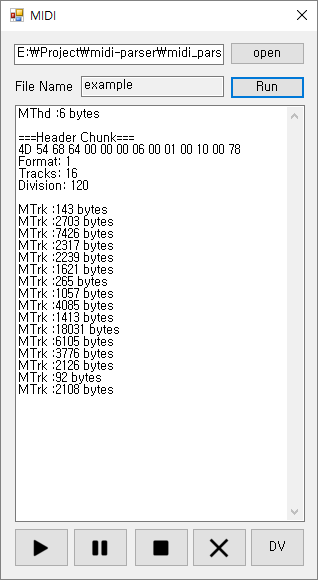 MIDI
E:￦Project￦midi-parser￦midi_pars
open
File Name
example
Run
MThd :6 bytes
===Header Chunk===
4D 54 68 64 00 00 00 06 00 01 00 10 00 78
Format: 1
Tracks: 16
Division: 120
MTrk :143 bytes
MTrk :2703 bytes
MTrk :7426 bytes
MTrk :2317 bytes
MTrk :2239 bytes
MTrk :1621 bytes
MTrk :265 bytes
MTrk :1057 bytes
MTrk :4085 bytes
MTrk :1413 bytes
MTrk :18031 bytes
MTrk :6105 bytes
MTrk :3776 bytes
MTrk :2126 bytes
MTrk :92 bytes
MTrk :2108 bytes
DV